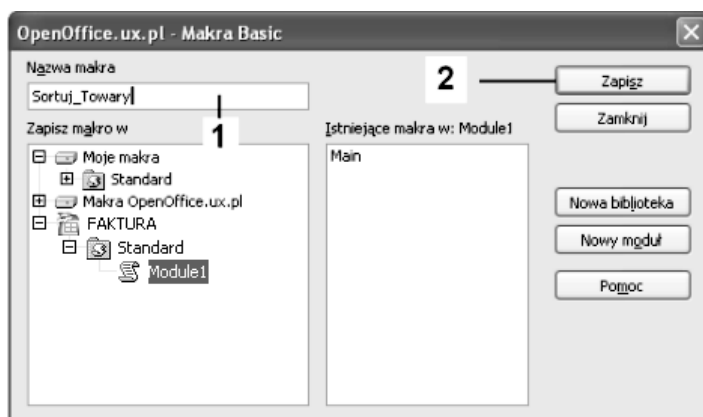 OpenOffice.ux.pl - Makra Basic
Nazwa makra
Sortuj_Towary
1
2
Zapisz
Zamknij
Zapisz makro w
Moje makra
Standard
Makra OpenOffice.ux.pl
FAKTURA
Standard
Module1
Istniejące makra w: Module1
Main
Nowa biblioteka
Nowy moduł
Pomoc